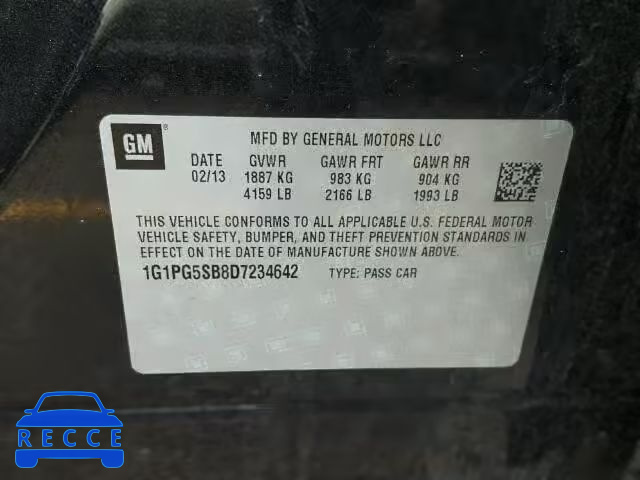 GM ®
MFD BY GENERAL MOTORS LLC
DATE GVWR GAWR FRT GAWR RR
02/13 1887 KG 983 KG 904 KG
4159 LB 2166 LB 1993 LB
THIS VEHICLE CONFORMS TO ALL APPLICABLE U.S. FEDERAL MOTOR
VEHICLE SAFETY, BUMPER, AND THEFT PREVENTION STANDARDS IN
EFFECT ON THE DATE OF MANUFACTURE SHOWN ABOVE.
1G1PG5SB8D7234642 TYPE: PASS CAR
RECCE